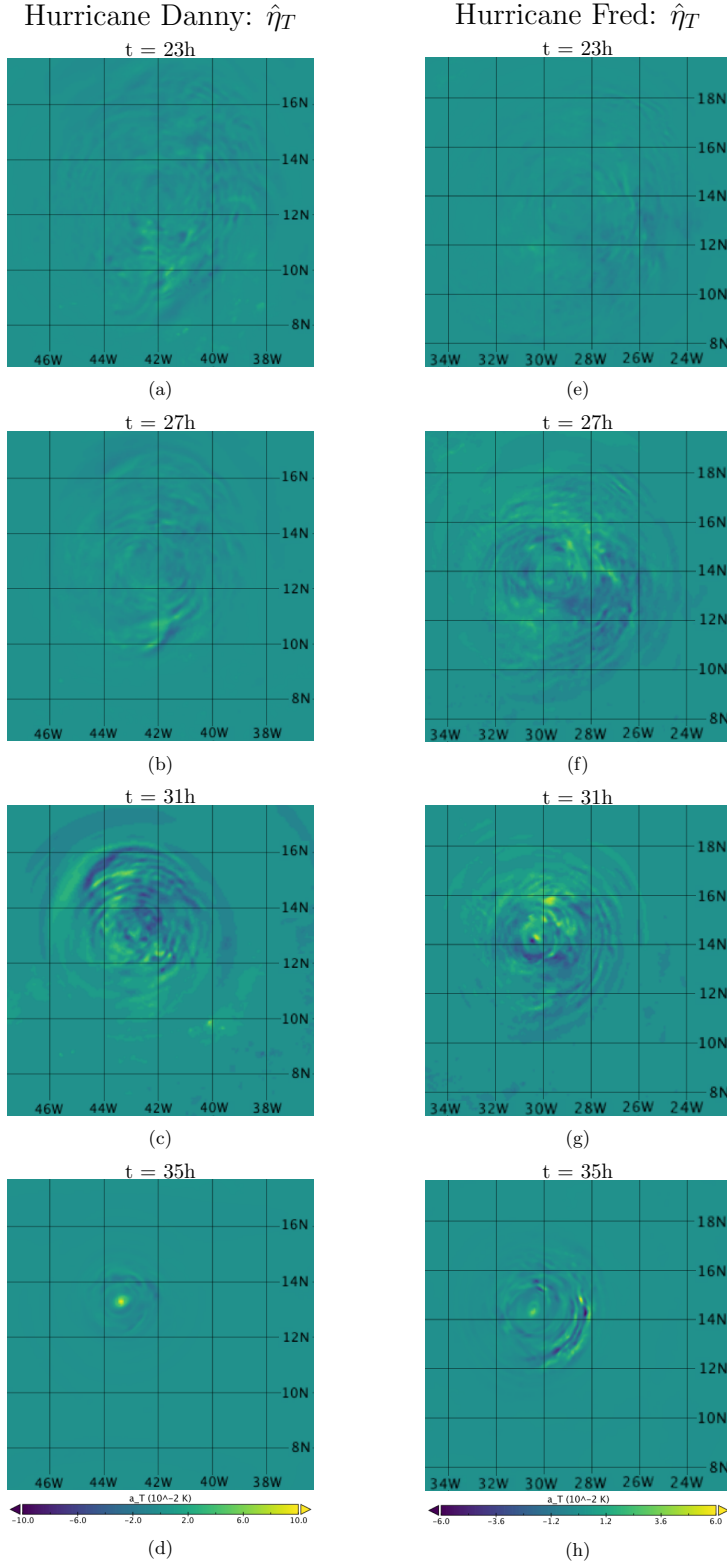 Hurricane Danny: η̂_T
t = 23h
16N
14N
12N
10N
8N
46W 44W 42W 40W 38W
(a)
t = 27h
16N
14N
12N
10N
8N
46W 44W 42W 40W 38W
(b)
t = 31h
16N
14N
12N
10N
8N
46W 44W 42W 40W 38W
(c)
t = 35h
16N
14N
12N
10N
8N
46W 44W 42W 40W 38W
a_T (10^-2 K)
-10.0 -6.0 -2.0 2.0 6.0 10.0
(d)
Hurricane Fred: η̂_T
t = 23h
18N
16N
14N
12N
10N
8N
34W 32W 30W 28W 26W 24W
(e)
t = 27h
18N
16N
14N
12N
10N
8N
34W 32W 30W 28W 26W 24W
(f)
t = 31h
18N
16N
14N
12N
10N
8N
34W 32W 30W 28W 26W 24W
(g)
t = 35h
18N
16N
14N
12N
10N
8N
34W 32W 30W 28W 26W 24W
a_T (10^-2 K)
-6.0 -3.6 -1.2 1.2 3.6 6.0
(h)